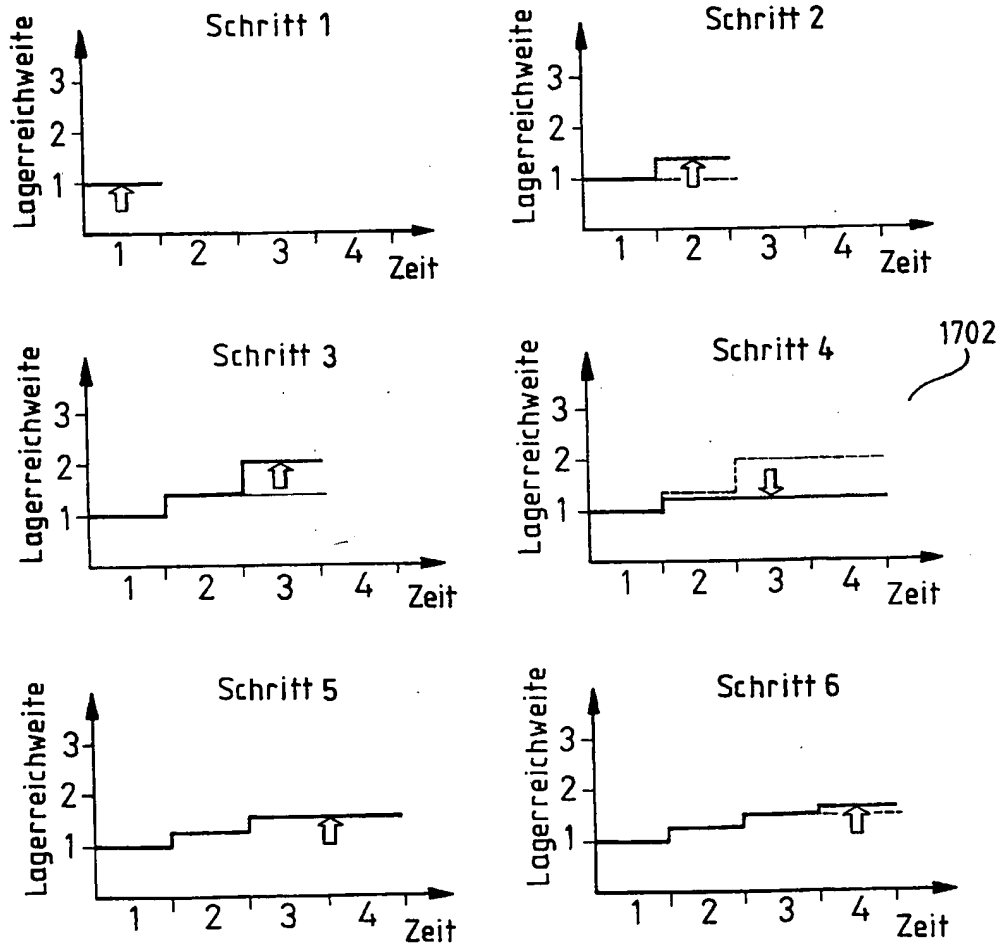 Schritt 1
Lagerreichweite
3
2
1
1 2 3 4
Zeit
Schritt 2
Lagerreichweite
3
2
1
1 2 3 4
Zeit
Schritt 3
Lagerreichweite
3
2
1
1 2 3 4
Zeit
Schritt 4
1702
Lagerreichweite
3
2
1
1 2 3 4
Zeit
Schritt 5
Lagerreichweite
3
2
1
1 2 3 4
Zeit
Schritt 6
Lagerreichweite
3
2
1
1 2 3 4
Zeit